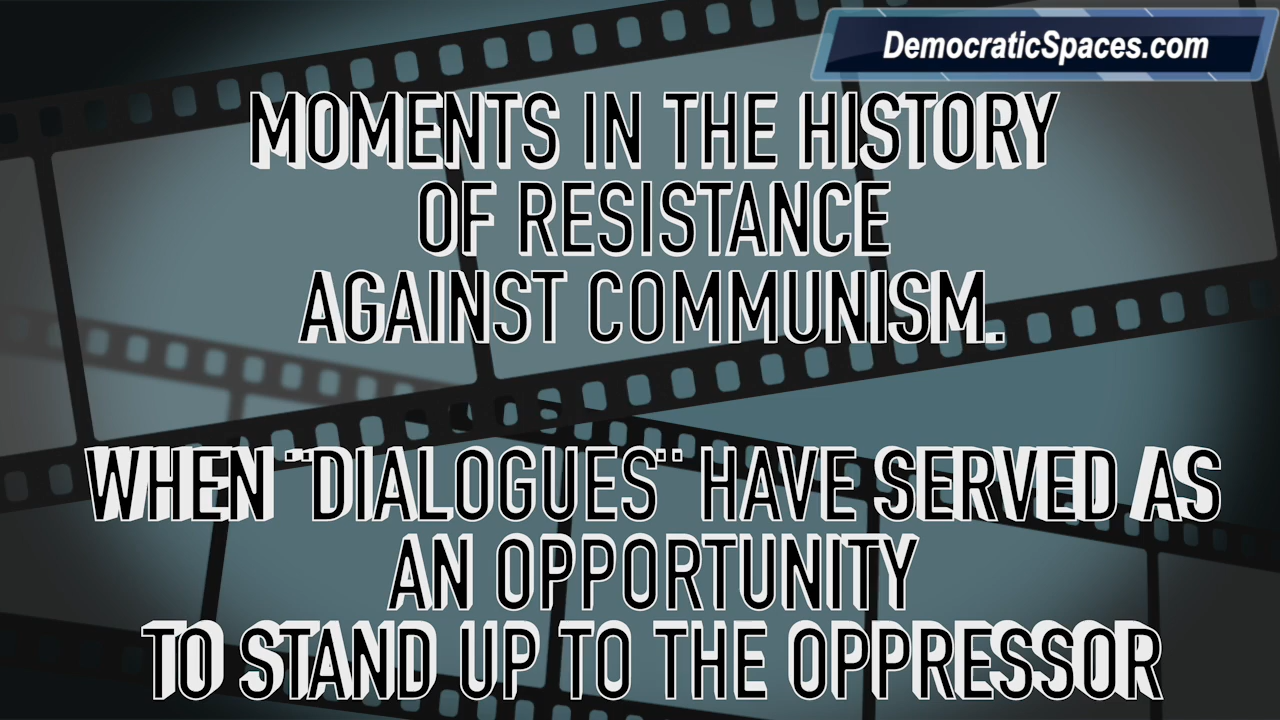 DemocraticSpaces.com
MOMENTS IN THE HISTORY
OF RESISTANCE
AGAINST COMMUNISM.
WHEN ¨DIALOGUES¨ HAVE SERVED AS
AN OPPORTUNITY
TO STAND UP TO THE OPPRESSOR